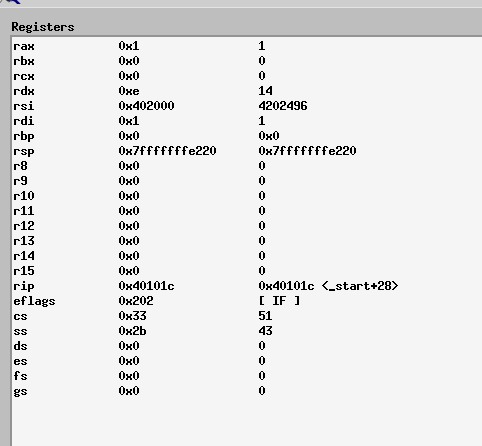 Registers
rax 0x1 1
rbx 0x0 0
rcx 0x0 0
rdx 0xe 14
rsi 0x402000 4202496
rdi 0x1 1
rbp 0x0 0x0
rsp 0x7fffffffe220 0x7fffffffe220
r8 0x0 0
r9 0x0 0
r10 0x0 0
r11 0x0 0
r12 0x0 0
r13 0x0 0
r14 0x0 0
r15 0x0 0
rip 0x40101c 0x40101c <_start+28>
eflags 0x202 [ IF ]
cs 0x33 51
ss 0x2b 43
ds 0x0 0
es 0x0 0
fs 0x0 0
gs 0x0 0